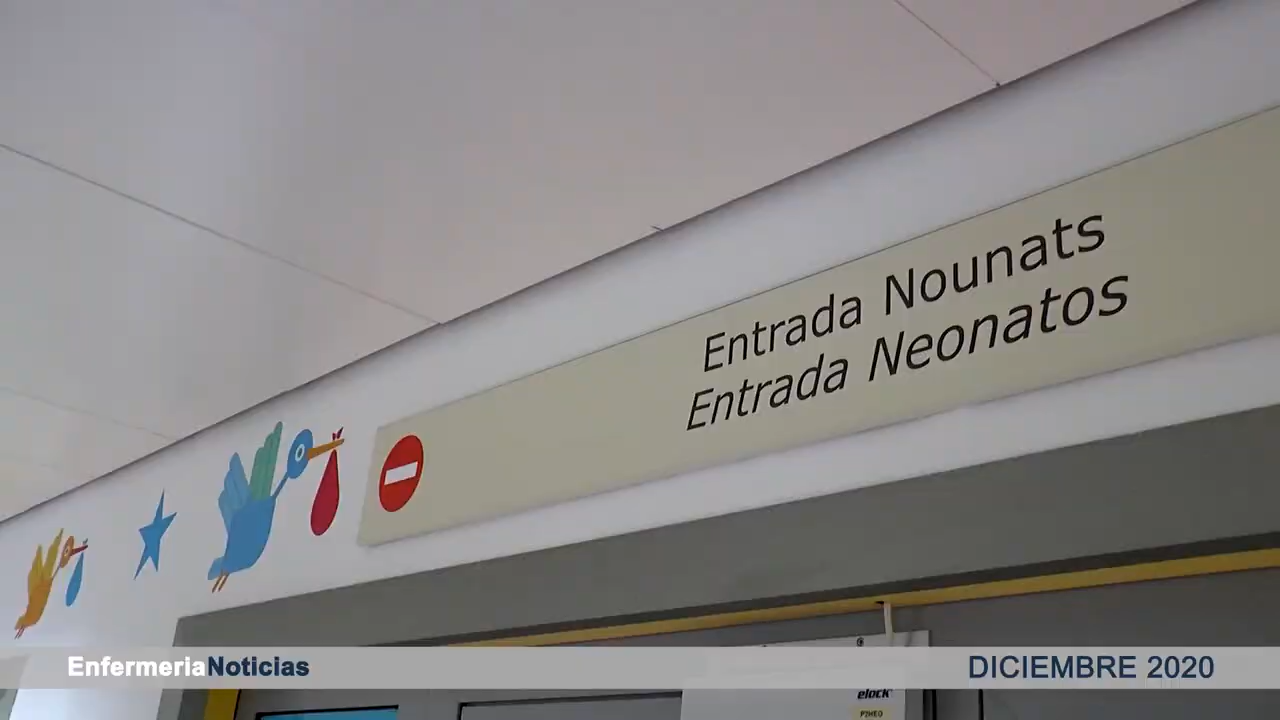 Entrada Nounats
Entrada Neonatos
EnfermeriaNoticias
DICIEMBRE 2020
elock